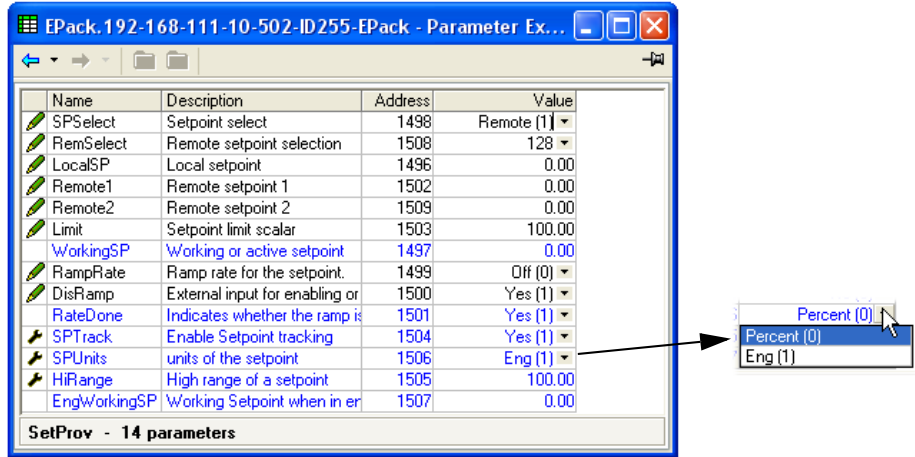 EPack.192-168-111-10-502-ID255-EPack - Parameter Ex...
Name Description Address Value
SPSelect Setpoint select 1498 Remote (1)
RemSelect Remote setpoint selection 1508 128
LocalSP Local setpoint 1496 0.00
Remote1 Remote setpoint 1 1502 0.00
Remote2 Remote setpoint 2 1509 0.00
Limit Setpoint limit scalar 1503 100.00
WorkingSP Working or active setpoint 1497 0.00
RampRate Ramp rate for the setpoint. 1499 Off (0)
DisRamp External input for enabling or 1500 Yes (1)
RateDone Indicates whether the ramp is 1501 Yes (1)
SPTrack Enable Setpoint tracking 1504 Yes (1)
SPUnits units of the setpoint 1506 Eng (1)
HiRange High range of a setpoint 1505 100.00
EngWorkingSP Working Setpoint when in en 1507 0.00
SetProv - 14 parameters
Percent (0)
Percent (0)
Eng (1)